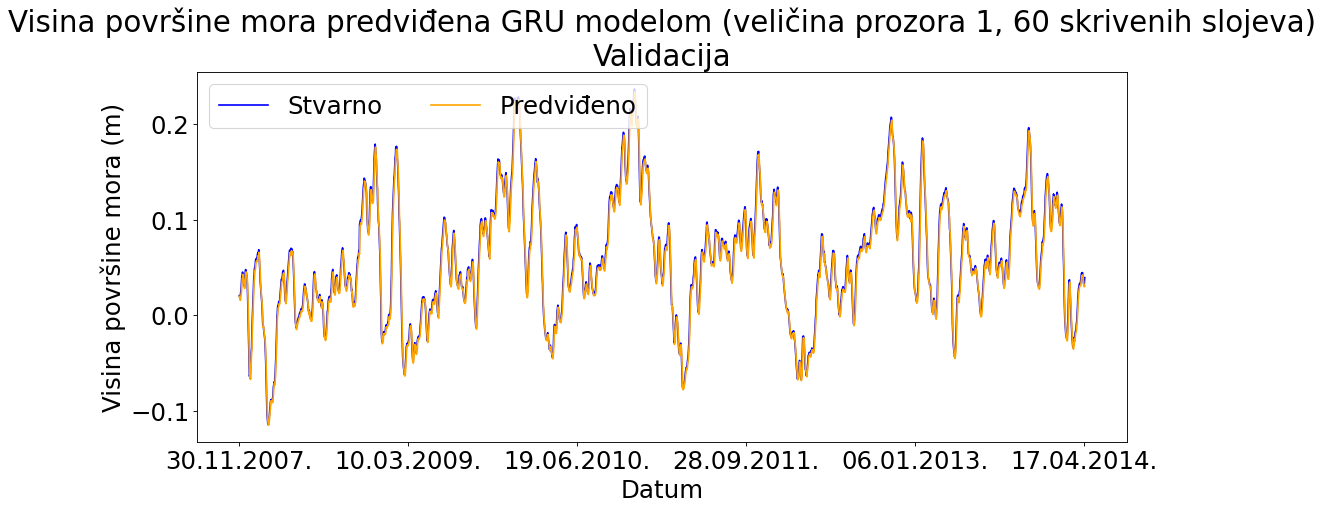 Visina površine mora predviđena GRU modelom (veličina prozora 1, 60 skrivenih slojeva)
Validacija
Stvarno Predviđeno
Visina površine mora (m)
0.2
0.1
0.0
−0.1
30.11.2007. 10.03.2009. 19.06.2010. 28.09.2011. 06.01.2013. 17.04.2014.
Datum